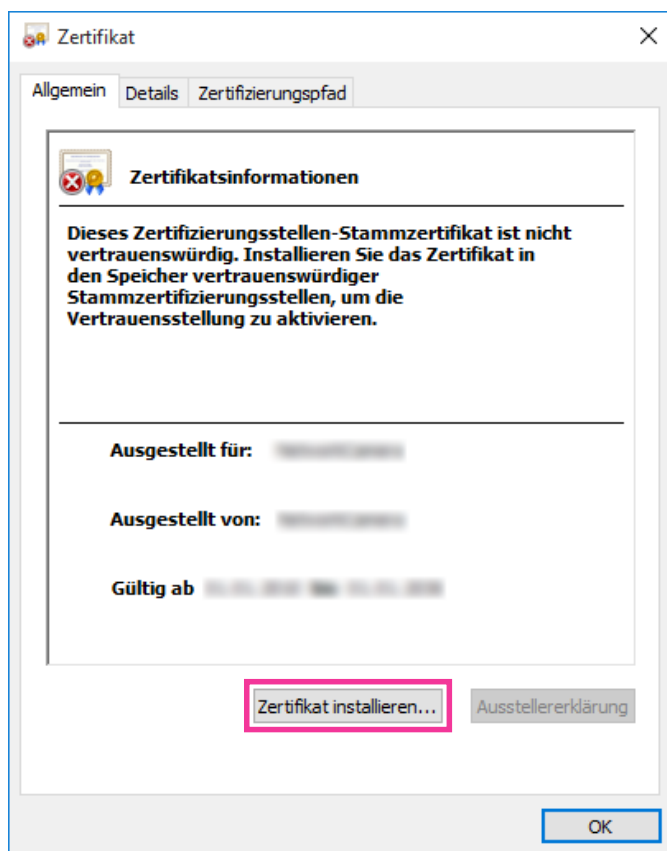 Zertifikat
Allgemein Details Zertifizierungspfad
Zertifikatsinformationen
Dieses Zertifizierungsstellen-Stammzertifikat ist nicht
vertrauenswürdig. Installieren Sie das Zertifikat in
den Speicher vertrauenswürdiger
Stammzertifizierungsstellen, um die
Vertrauensstellung zu aktivieren.
Ausgestellt für:
Ausgestellt von:
Gültig ab
Zertifikat installieren... Ausstellererklärung
OK